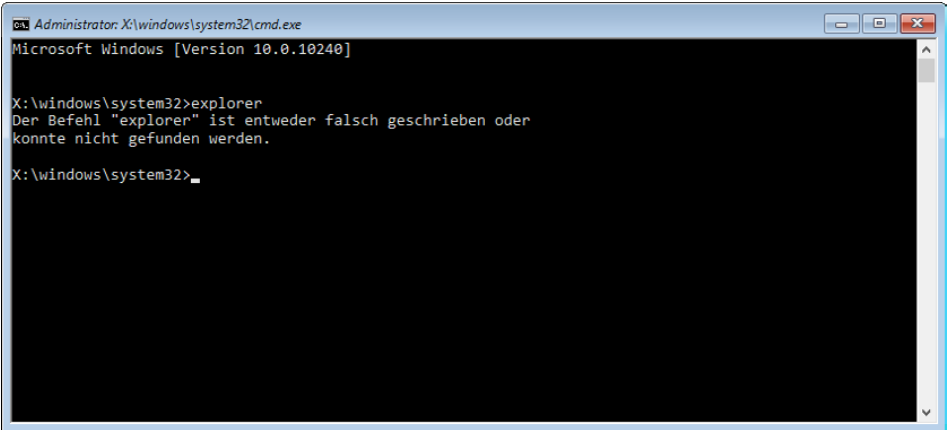 Administrator: X:\windows\system32\cmd.exe
Microsoft Windows [Version 10.0.10240]
X:\windows\system32>explorer
Der Befehl "explorer" ist entweder falsch geschrieben oder
konnte nicht gefunden werden.
X:\windows\system32>